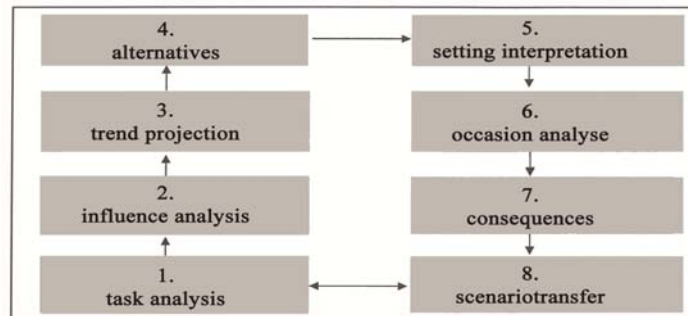 4.
alternatives
5.
setting interpretation
3.
trend projection
6.
occasion analyse
2.
influence analysis
7.
consequences
1.
task analysis
8.
scenariotransfer